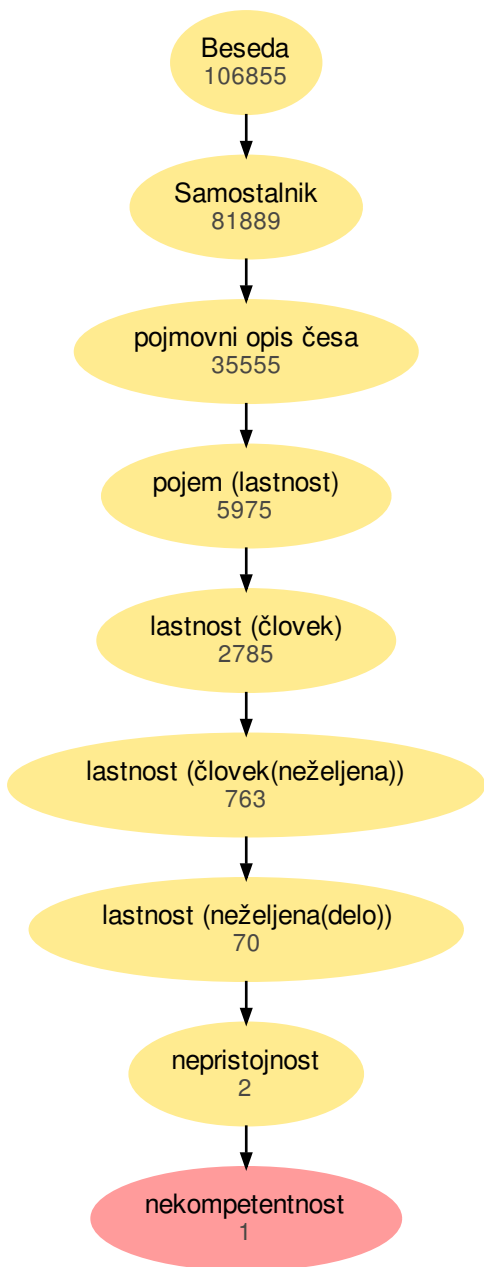 Beseda
106855
Samostalnik
81889
pojmovni opis česa
35555
pojem (lastnost)
5975
lastnost (človek)
2785
lastnost (človek(neželjena))
763
lastnost (neželjena(delo))
70
nepristojnost
2
nekompetentnost
1